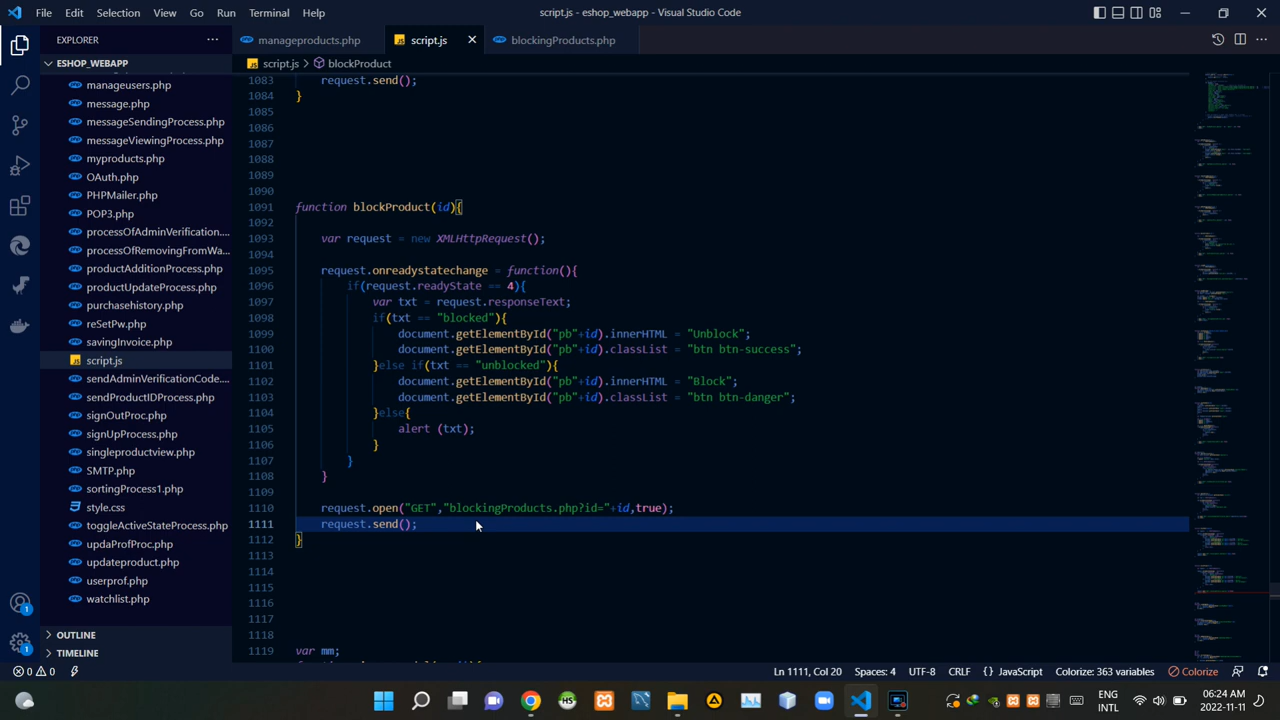 File Edit Selection View Go Run Terminal Help
script.js - eshop_webapp - Visual Studio Code
EXPLORER
manageproducts.php
script.js
blockingProducts.php
ESHOP_WEBAPP
script.js > blockProduct
manageusers.php
message.php
messageSendingProcess.php
messageViewingProcess.php
myproducts.php
OAuth.php
PHPMailer.php
POP3.php
processOfAdminVerification....
processOfRemovingFromWa...
productAdditionProcess.php
productUpdateProcess.php
purchasehistory.php
reSetPw.php
savingInvoice.php
script.js
sendAdminVerificationCode....
sendProductIDProcess.php
signOutProc.php
signUpProcess.php
singleproductview.php
SMTP.php
sortingProcess1.php
style.css
toggleActiveStateProcess.php
updaProfProc.php
updateproducts.php
userprof.php
watchlist.php
OUTLINE
TIMELINE
1083 request.send();
1084 }
1085
1086
1087
1088
1089
1090
1091 function blockProduct(id){
1092
1093 var request = new XMLHttpRequest();
1094
1095 request.onreadystatechange = function(){
1096 if(request.readyState == 4){
1097 var txt = request.responseText;
1098 if(txt == "blocked"){
1099 document.getElementById("pb"+id).innerHTML = "Unblock";
1100 document.getElementById("pb"+id).classList = "btn btn-success";
1101 }else if(txt == "unblocked"){
1102 document.getElementById("pb"+id).innerHTML = "Block";
1103 document.getElementById("pb"+id).classList = "btn btn-danger";
1104 }else{
1105 alert (txt);
1106 }
1107
1108 }
1109
1110 request.open("GET","blockingProducts.php?id="+id,true);
1111 request.send();
1112 }
1113
1114
1115
1116
1117
1118
1119 var mm;
0 0
Ln 1111, Col 20 Spaces: 4 UTF-8 CRLF {} JavaScript Colorize: 363 variables Colorize
1
1
HS
ENG
INTL
06:24 AM
2022-11-11